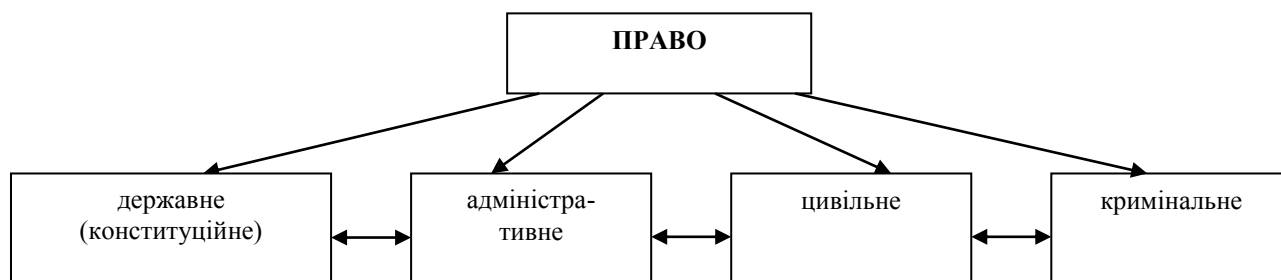 ПРАВО
державне
(конституційне)
адміністра-
тивне
цивільне
кримінальне